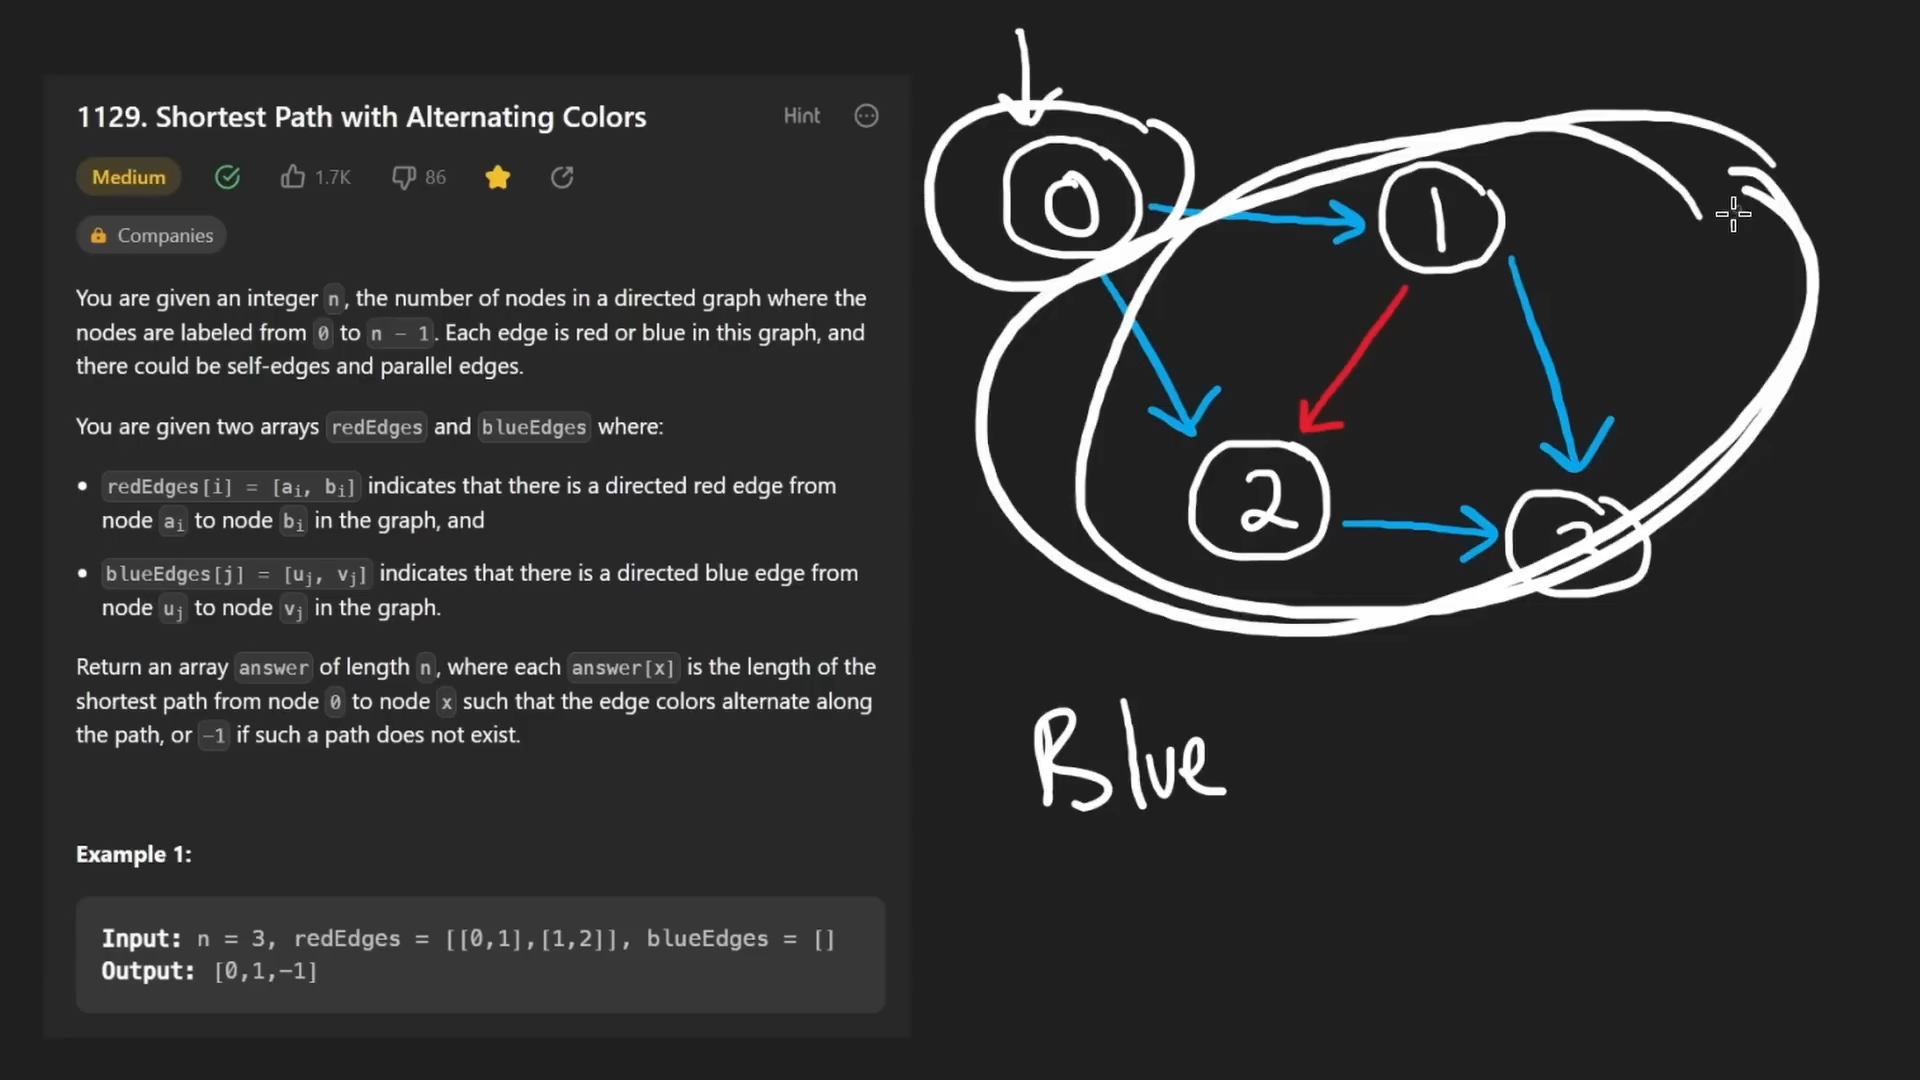 1129. Shortest Path with Alternating Colors
Hint
Medium
1.7K
86
Companies
You are given an integer n, the number of nodes in a directed graph where the
nodes are labeled from 0 to n - 1. Each edge is red or blue in this graph, and
there could be self-edges and parallel edges.
You are given two arrays redEdges and blueEdges where:
• redEdges[i] = [aᵢ, bᵢ] indicates that there is a directed red edge from
node aᵢ to node bᵢ in the graph, and
• blueEdges[j] = [uⱼ, vⱼ] indicates that there is a directed blue edge from
node uⱼ to node vⱼ in the graph.
Return an array answer of length n, where each answer[x] is the length of the
shortest path from node 0 to node x such that the edge colors alternate along
the path, or -1 if such a path does not exist.
Example 1:
Input: n = 3, redEdges = [[0,1],[1,2]], blueEdges = []
Output: [0,1,-1]
0
1
2
Blue